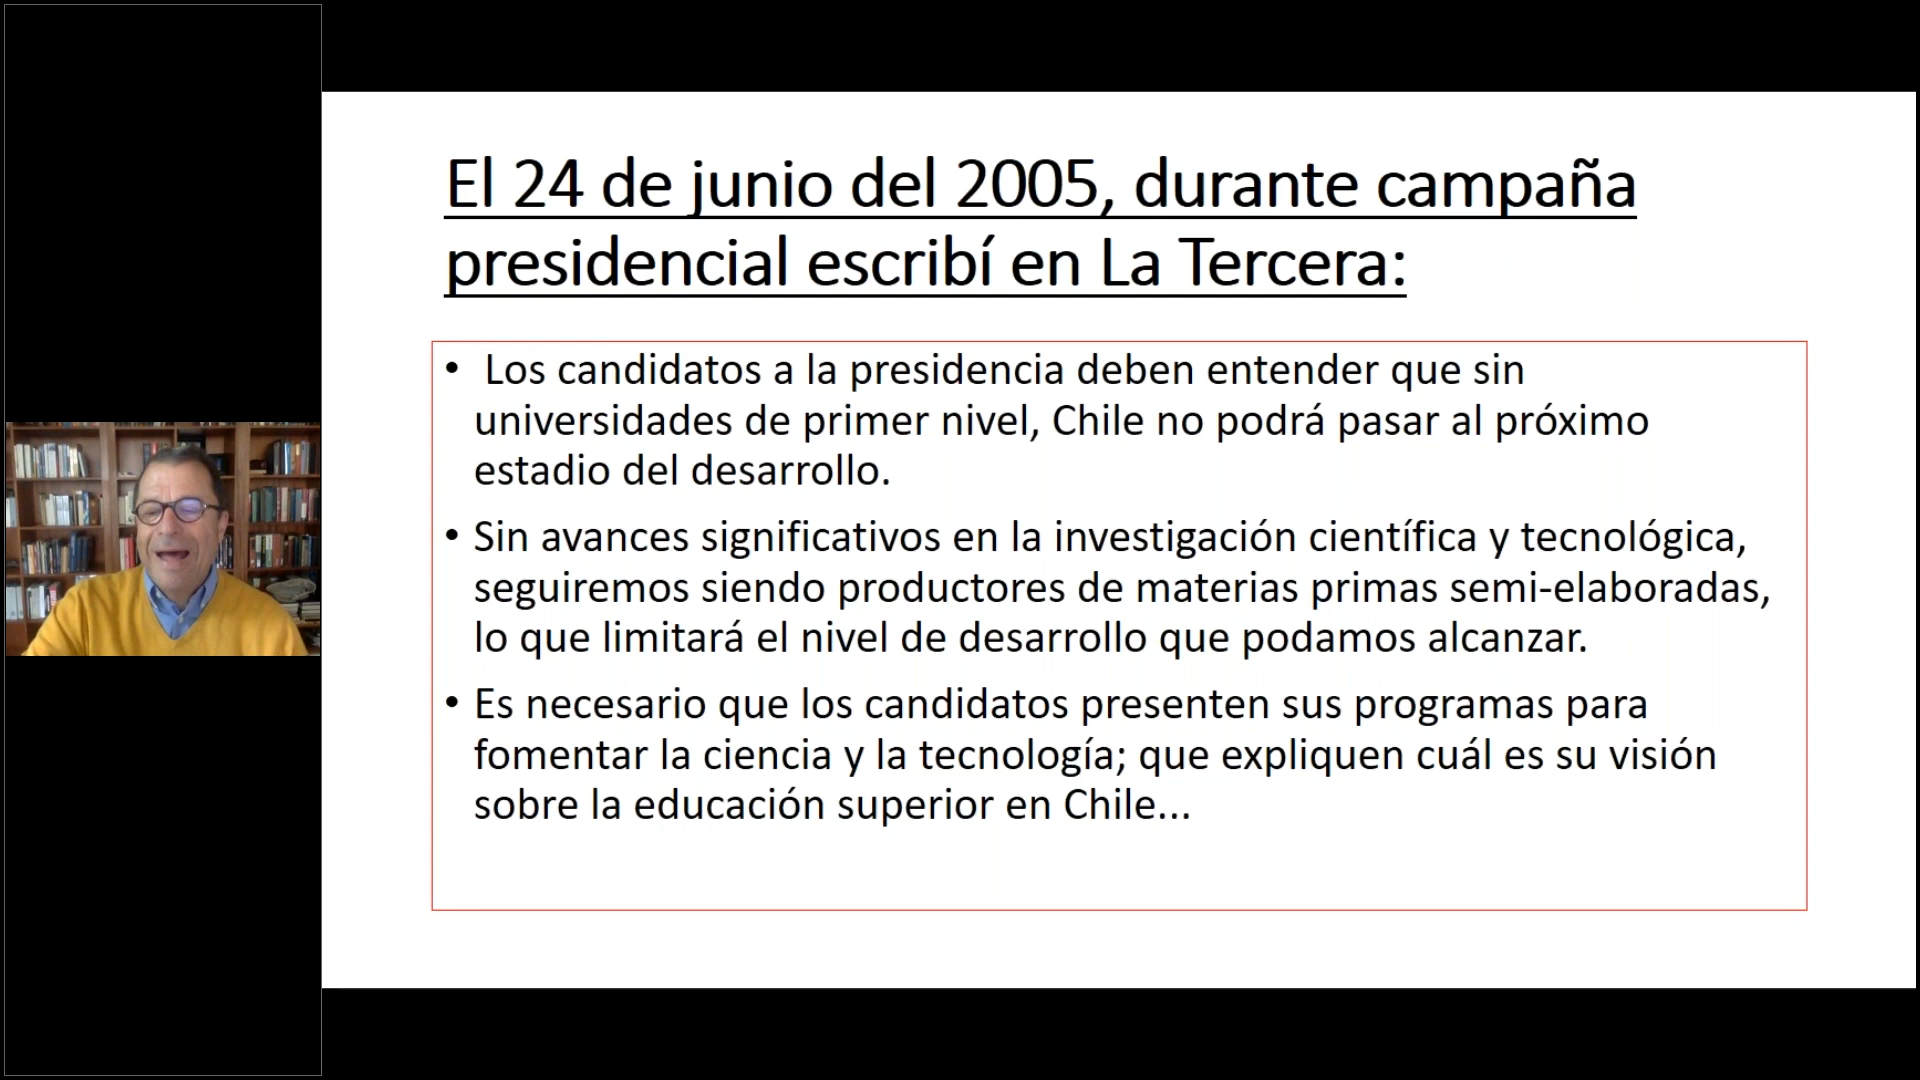 El 24 de junio del 2005, durante campaña
presidencial escribí en La Tercera:
• Los candidatos a la presidencia deben entender que sin
universidades de primer nivel, Chile no podrá pasar al próximo
estadio del desarrollo.
• Sin avances significativos en la investigación científica y tecnológica,
seguiremos siendo productores de materias primas semi-elaboradas,
lo que limitará el nivel de desarrollo que podamos alcanzar.
• Es necesario que los candidatos presenten sus programas para
fomentar la ciencia y la tecnología; que expliquen cuál es su visión
sobre la educación superior en Chile...